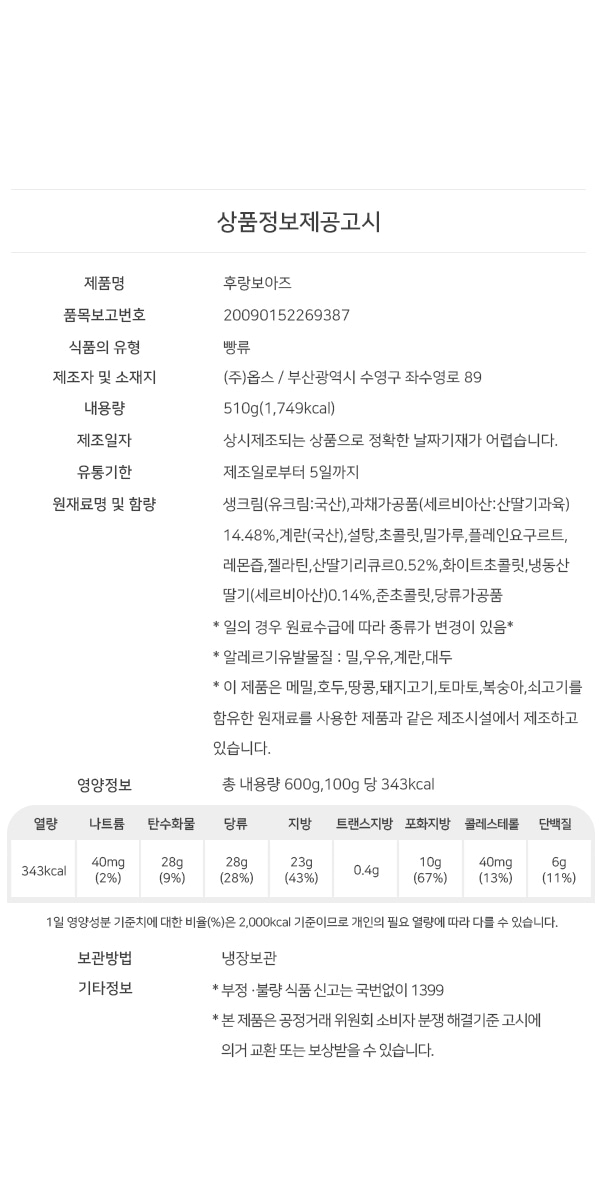 상품정보제공고시
제품명 후랑보아즈
품목보고번호 20090152269387
식품의 유형 빵류
제조자 및 소재지 (주)옵스 / 부산광역시 수영구 좌수영로 89
내용량 510g(1,749kcal)
제조일자 상시제조되는 상품으로 정확한 날짜기재가 어렵습니다.
유통기한 제조일로부터 5일까지
원재료명 및 함량 생크림(유크림:국산),과채가공품(세르비아산:산딸기과육)
14.48%,계란(국산),설탕,초콜릿,밀가루,플레인요구르트,
레몬즙,젤라틴,산딸기리큐르0.52%,화이트초콜릿,냉동산
딸기(세르비아산)0.14%,준초콜릿,당류가공품
* 일의 경우 원료수급에 따라 종류가 변경이 있음*
* 알레르기유발물질 : 밀,우유,계란,대두
* 이 제품은 메밀,호두,땅콩,돼지고기,토마토,복숭아,쇠고기를
함유한 원재료를 사용한 제품과 같은 제조시설에서 제조하고
있습니다.
영양정보 총 내용량 600g,100g 당 343kcal
열량 나트륨 탄수화물 당류 지방 트랜스지방 포화지방 콜레스테롤 단백질
343kcal 40mg 28g 28g 23g 0.4g 10g 40mg 6g
(2%) (9%) (28%) (43%) (67%) (13%) (11%)
1일 영양성분 기준치에 대한 비율(%)은 2,000kcal 기준이므로 개인의 필요 열량에 따라 다를 수 있습니다.
보관방법 냉장보관
기타정보 * 부정 ·불량 식품 신고는 국번없이 1399
* 본 제품은 공정거래 위원회 소비자 분쟁 해결기준 고시에
의거 교환 또는 보상받을 수 있습니다.